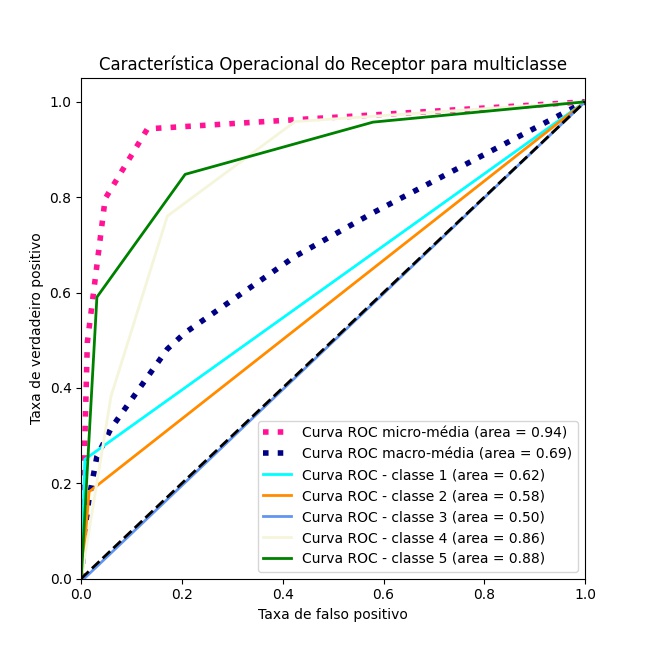 Característica Operacional do Receptor para multiclasse
Taxa de verdadeiro positivo
1.0
0.8
0.6
0.4
0.2
0.0
Curva ROC micro-média (area = 0.94)
Curva ROC macro-média (area = 0.69)
Curva ROC - classe 1 (area = 0.62)
Curva ROC - classe 2 (area = 0.58)
Curva ROC - classe 3 (area = 0.50)
Curva ROC - classe 4 (area = 0.86)
Curva ROC - classe 5 (area = 0.88)
0.0 0.2 0.4 0.6 0.8 1.0
Taxa de falso positivo